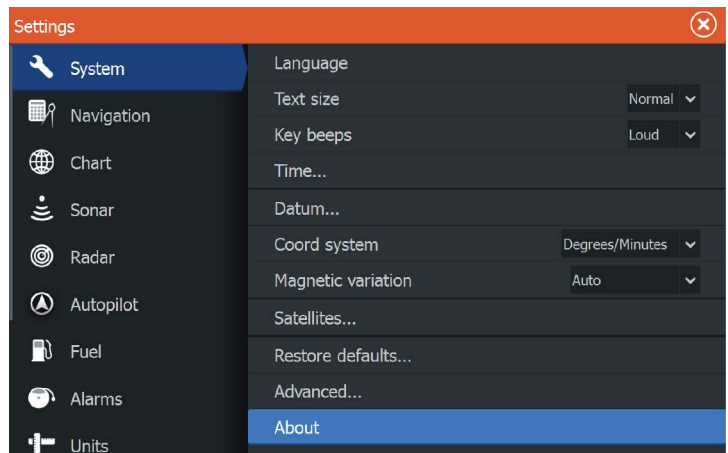 Settings
System
Navigation
Chart
Sonar
Radar
Autopilot
Fuel
Alarms
Units
Language
Text size Normal
Key beeps Loud
Time...
Datum...
Coord system Degrees/Minutes
Magnetic variation Auto
Satellites...
Restore defaults...
Advanced...
About